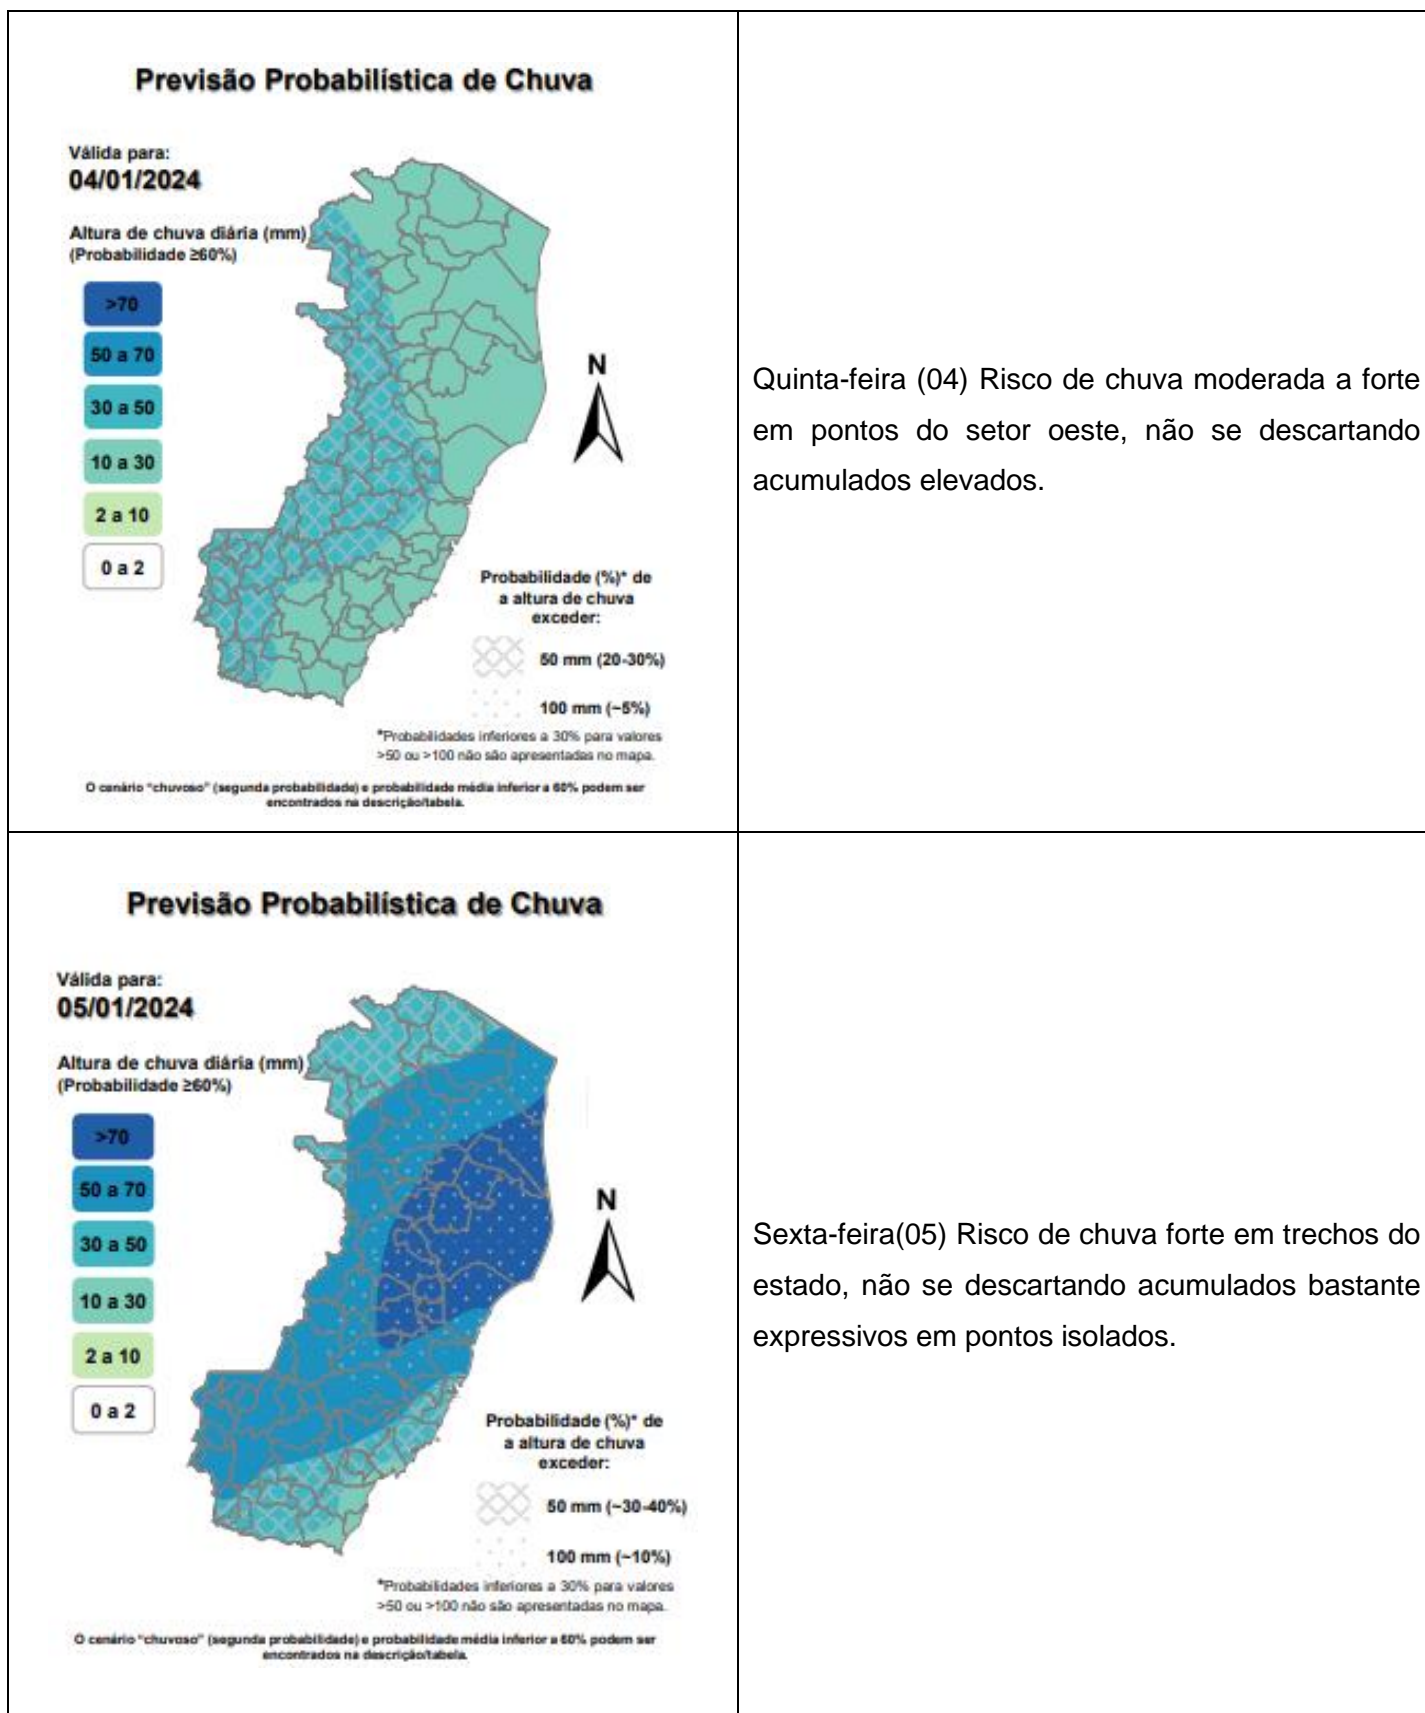 Previsão Probabilística de Chuva
Válida para:
04/01/2024
Altura de chuva diária (mm)
(Probabilidade ≥60%)
>70
50 a 70
30 a 50
10 a 30
2 a 10
0 a 2
N
Probabilidade (%)* de
a altura de chuva
exceder:
50 mm (20-30%)
100 mm (~5%)
*Probabilidades inferiores a 30% para valores
>50 ou >100 não são apresentadas no mapa.
O cenário "chuvoso" (segunda probabilidade) e probabilidade média inferior a 60% podem ser
encontrados na descrição/tabela.
Quinta-feira (04) Risco de chuva moderada a forte
em pontos do setor oeste, não se descartando
acumulados elevados.
Previsão Probabilística de Chuva
Válida para:
05/01/2024
Altura de chuva diária (mm)
(Probabilidade ≥60%)
>70
50 a 70
30 a 50
10 a 30
2 a 10
0 a 2
N
Probabilidade (%)* de
a altura de chuva
exceder:
50 mm (~30-40%)
100 mm (~10%)
*Probabilidades inferiores a 30% para valores
>50 ou >100 não são apresentadas no mapa.
O cenário "chuvoso" (segunda probabilidade) e probabilidade média inferior a 60% podem ser
encontrados na descrição/tabela.
Sexta-feira(05) Risco de chuva forte em trechos do
estado, não se descartando acumulados bastante
expressivos em pontos isolados.